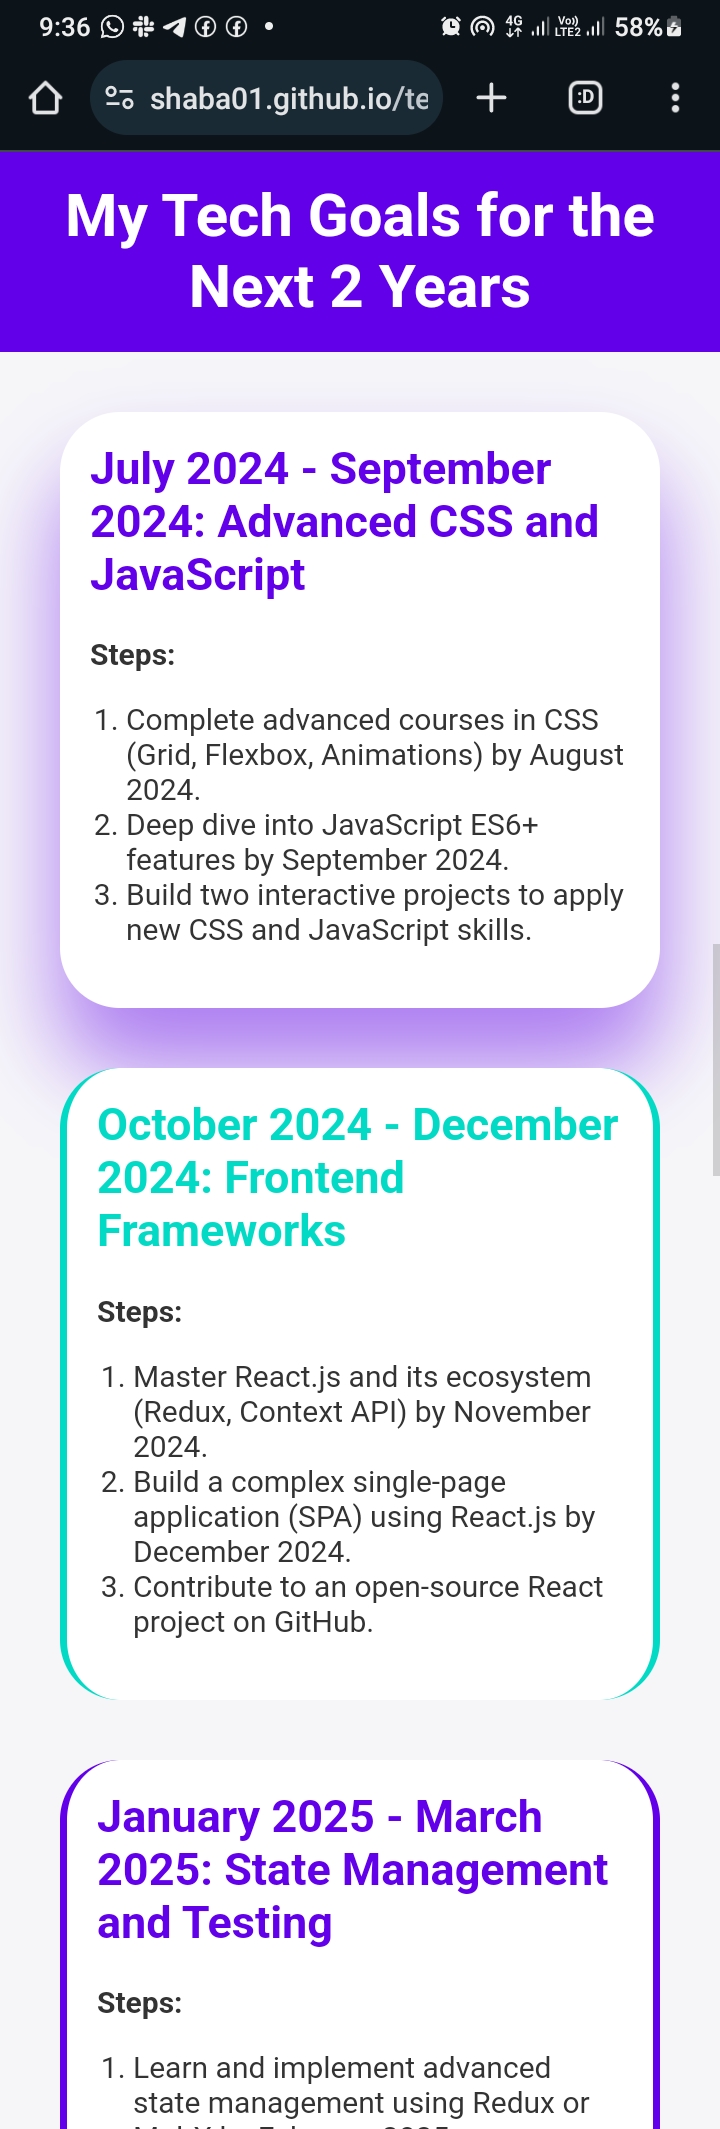 9:36
4G
Vo))
LTE2
58%
shaba01.github.io/te
:D
My Tech Goals for the
Next 2 Years
July 2024 - September
2024: Advanced CSS and
JavaScript
Steps:
1. Complete advanced courses in CSS
(Grid, Flexbox, Animations) by August
2024.
2. Deep dive into JavaScript ES6+
features by September 2024.
3. Build two interactive projects to apply
new CSS and JavaScript skills.
October 2024 - December
2024: Frontend
Frameworks
Steps:
1. Master React.js and its ecosystem
(Redux, Context API) by November
2024.
2. Build a complex single-page
application (SPA) using React.js by
December 2024.
3. Contribute to an open-source React
project on GitHub.
January 2025 - March
2025: State Management
and Testing
Steps:
1. Learn and implement advanced
state management using Redux or